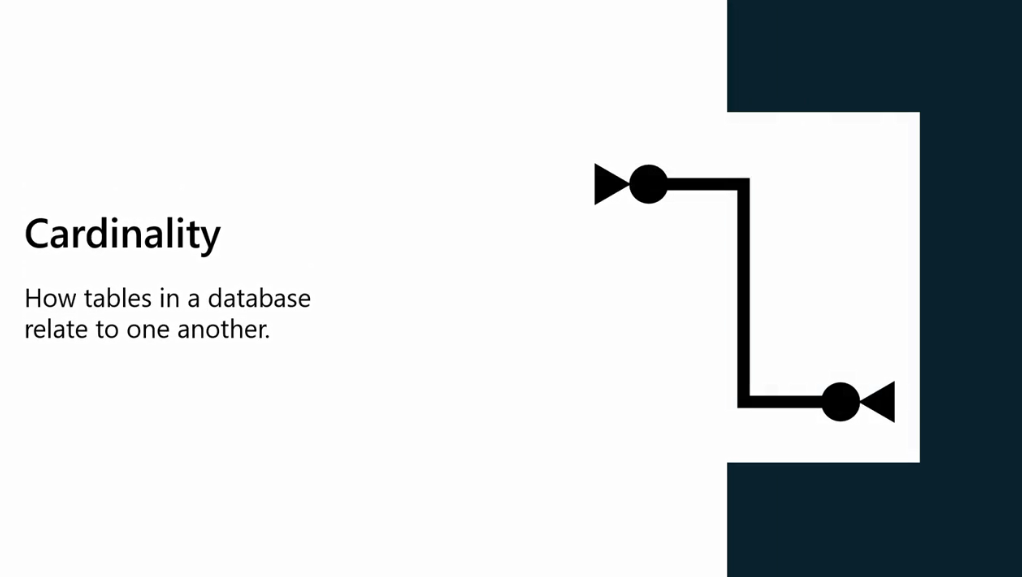 Cardinality
How tables in a database
relate to one another.